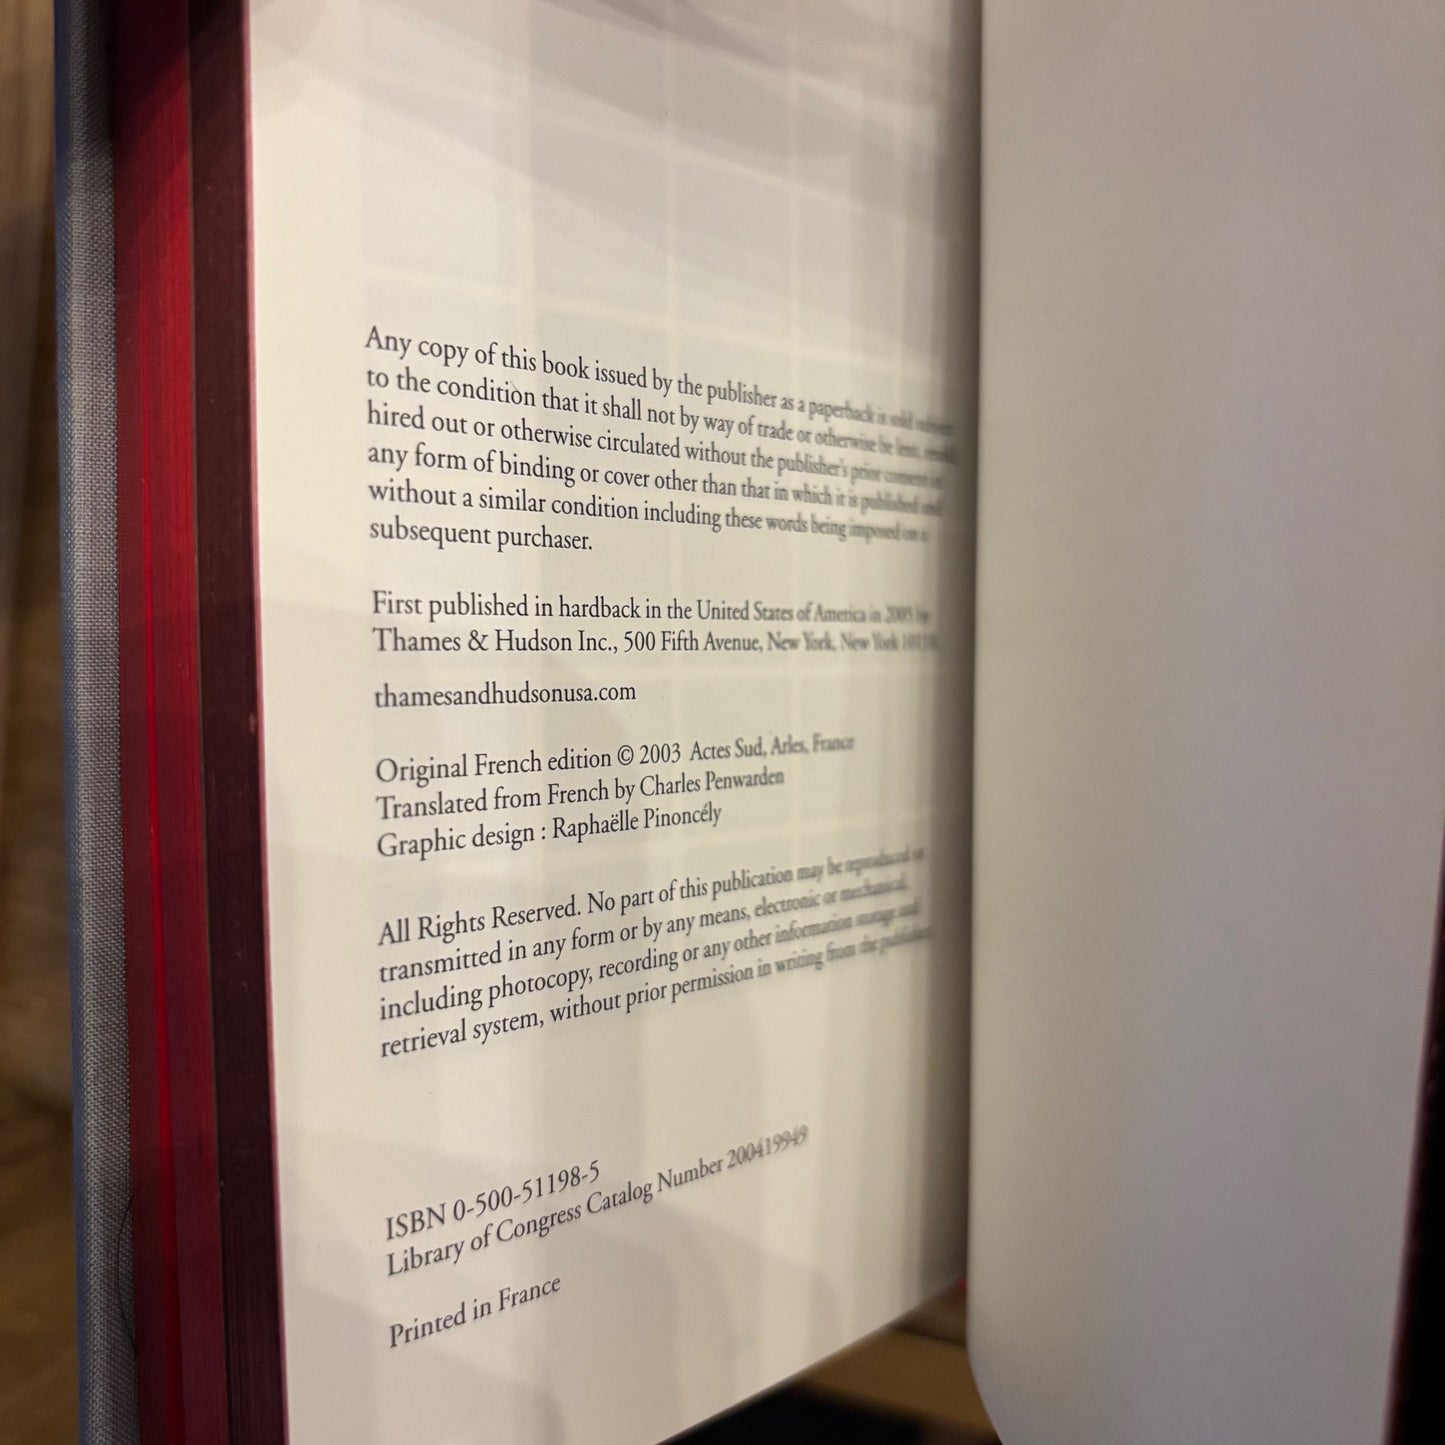 Any copy of this book issued by the publisher as a paperback is sold subject
to the condition that it shall not by way of trade or otherwise be lent, resold,
hired out or otherwise circulated without the publisher's prior consent in
any form of binding or cover other than that in which it is published and
without a similar condition including these words being imposed on a
subsequent purchaser.
First published in hardback in the United States of America in 2005 by
Thames & Hudson Inc., 500 Fifth Avenue, New York, New York 10110
thamesandhudsonusa.com
Original French edition © 2003 Actes Sud, Arles, France
Translated from French by Charles Penwarden
Graphic design : Raphaëlle Pinoncély
All Rights Reserved. No part of this publication may be reproduced or
transmitted in any form or by any means, electronic or mechanical,
including photocopy, recording or any other information storage and
retrieval system, without prior permission in writing from the publisher.
ISBN 0-500-51198-5
Library of Congress Catalog Number 200419949
Printed in France